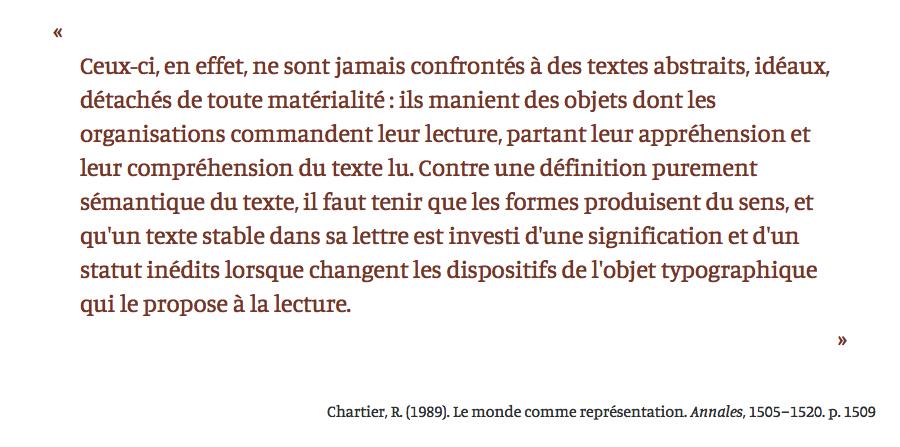 «
Ceux-ci, en effet, ne sont jamais confrontés à des textes abstraits, idéaux,
détachés de toute matérialité : ils manient des objets dont les
organisations commandent leur lecture, partant leur appréhension et
leur compréhension du texte lu. Contre une définition purement
sémantique du texte, il faut tenir que les formes produisent du sens, et
qu'un texte stable dans sa lettre est investi d'une signification et d'un
statut inédits lorsque changent les dispositifs de l'objet typographique
qui le propose à la lecture.
»
Chartier, R. (1989). Le monde comme représentation. Annales, 1505–1520. p. 1509